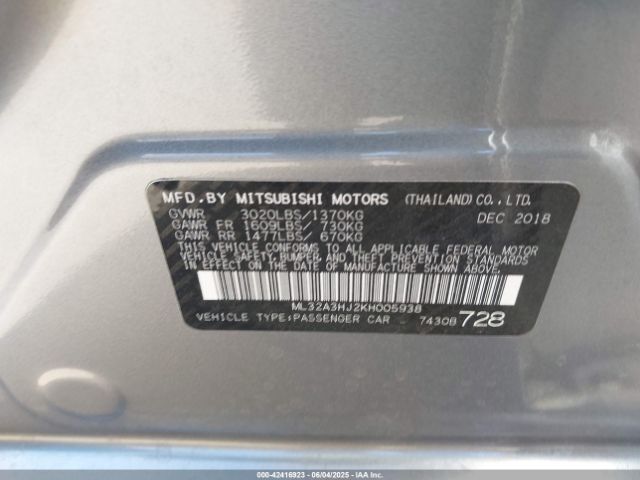 MFD.BY MITSUBISHI MOTORS (THAILAND) CO.,LTD.
GVWR 3020LBS/1370KG DEC 2018
GAWR FR 1609LBS/ 730KG
GAWR RR 1477LBS/ 670KG
THIS VEHICLE CONFORMS TO ALL APPLICABLE FEDERAL MOTOR
VEHICLE SAFETY, BUMPER, AND THEFT PREVENTION STANDARDS
IN EFFECT ON THE DATE OF MANUFACTURE SHOWN ABOVE.
ML32A3HJ2KH005938
VEHICLE TYPE:PASSENGER CAR 7430B 728
000-42416923 - 06/04/2025 - IAAC